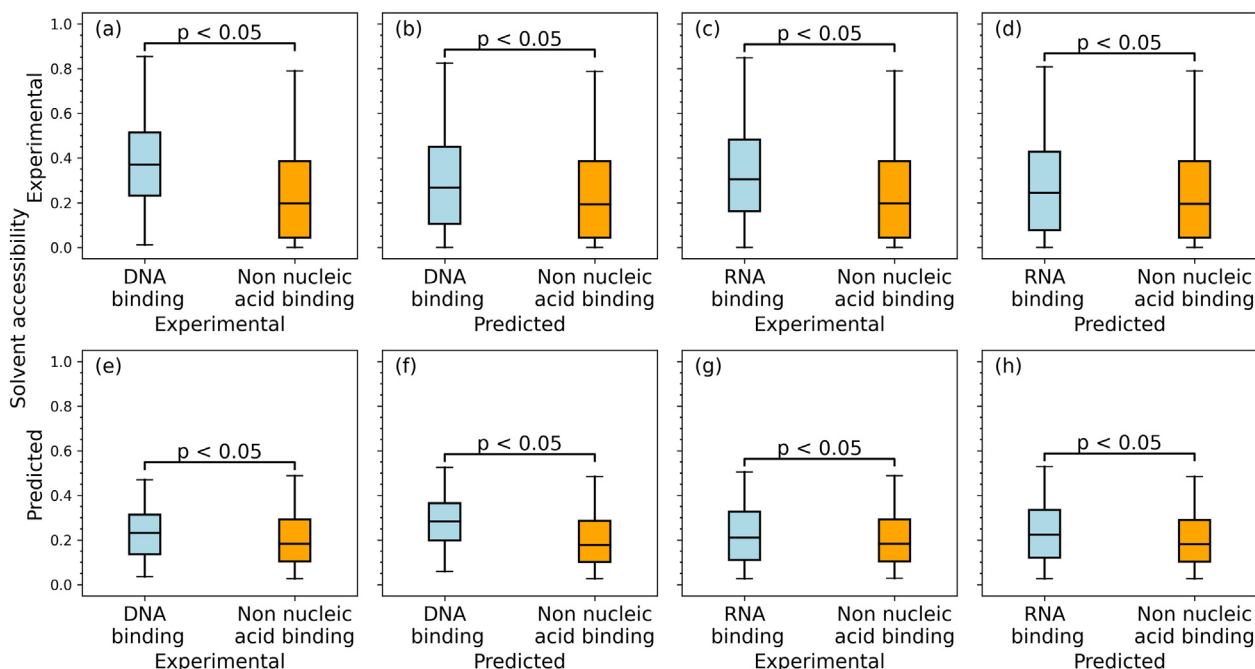 Solvent accessibility
Experimental
1.0
0.8
0.6
0.4
0.2
0.0
(a)
p < 0.05
DNA
binding
Non nucleic
acid binding
Experimental
(b)
p < 0.05
DNA
binding
Non nucleic
acid binding
Predicted
(c)
p < 0.05
RNA
binding
Non nucleic
acid binding
Experimental
(d)
p < 0.05
RNA
binding
Non nucleic
acid binding
Predicted
Predicted
1.0
0.8
0.6
0.4
0.2
0.0
(e)
p < 0.05
DNA
binding
Non nucleic
acid binding
Experimental
(f)
p < 0.05
DNA
binding
Non nucleic
acid binding
Predicted
(g)
p < 0.05
RNA
binding
Non nucleic
acid binding
Experimental
(h)
p < 0.05
RNA
binding
Non nucleic
acid binding
Predicted